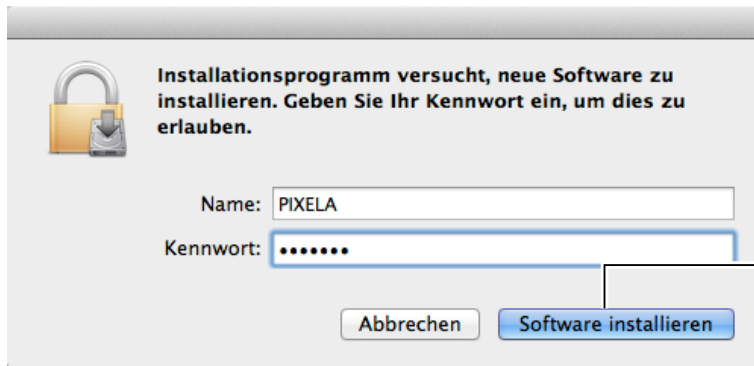 Installationsprogramm versucht, neue Software zu
installieren. Geben Sie Ihr Kennwort ein, um dies zu
erlauben.
Name: PIXELA
Kennwort: •••••••
Abbrechen Software installieren